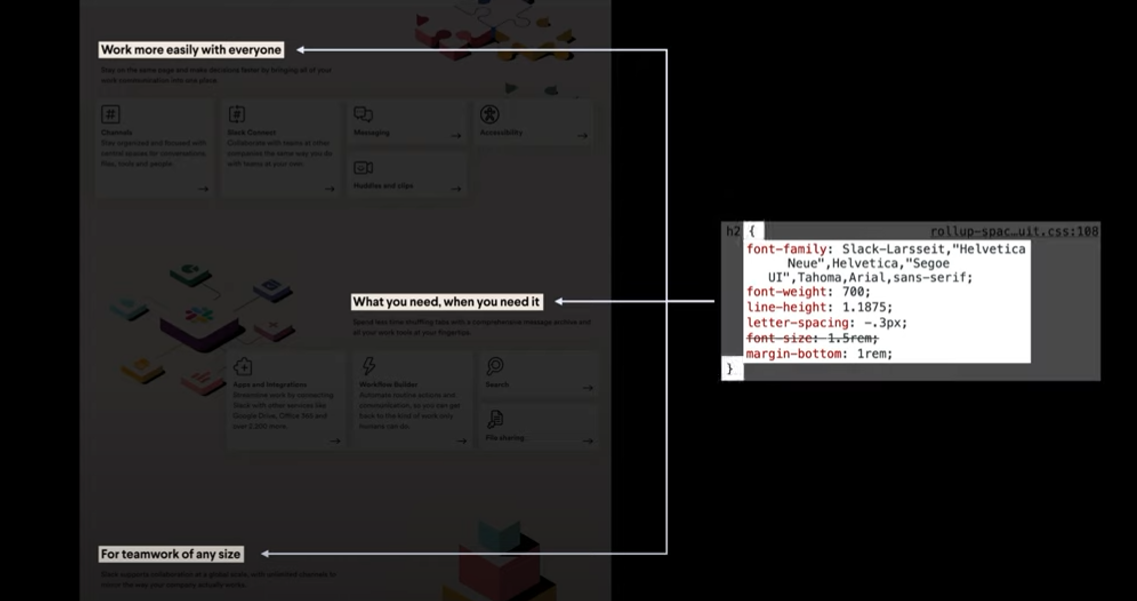 Work more easily with everyone
Stay on the same page and make decisions faster by bringing all of your
work communication into one place.
Channels
Stay organized and focused with
central spaces for conversations,
files, tools and people.
Slack Connect
Collaborate with teams at other
companies the same way you do
with teams at your own.
Messaging
Accessibility
Huddles and clips
What you need, when you need it
Spend less time shuffling tabs with a comprehensive message archive and
all your work tools at your fingertips.
Apps and Integrations
Streamline work by connecting
Slack with other services like
Google Drive, Office 365 and
over 2,300 more.
Workflow Builder
Automate routine actions and
communication, so you can get
back to the kind of work only
humans can do.
Search
File sharing
For teamwork of any size
Slack supports collaboration at a global scale, with extended channels to
mirror the way your company actually works.
h2 {
rollup-spac…uit.css:108
font-family: Slack-Larsseit,"Helvetica
Neue",Helvetica,"Segoe
UI",Tahoma,Arial,sans-serif;
font-weight: 700;
line-height: 1.1875;
letter-spacing: -.3px;
font-size: 1.5rem;
margin-bottom: 1rem;
}